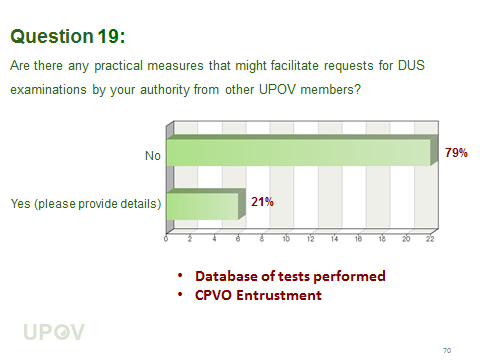 Question 19:
Are there any practical measures that might facilitate requests for DUS
examinations by your authority from other UPOV members?
No
79%
Yes (please provide details)
21%
0 2 4 6 8 10 12 14 16 18 20 22
• Database of tests performed
• CPVO Entrustment
UPOV
70